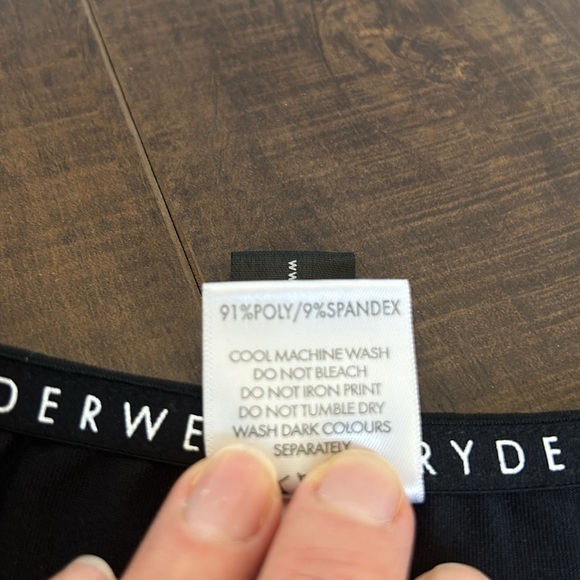 ww
91%POLY/9%SPANDEX
COOL MACHINE WASH
DO NOT BLEACH
DO NOT IRON PRINT
DO NOT TUMBLE DRY
WASH DARK COLOURS
SEPARATELY
DERWE RYDE